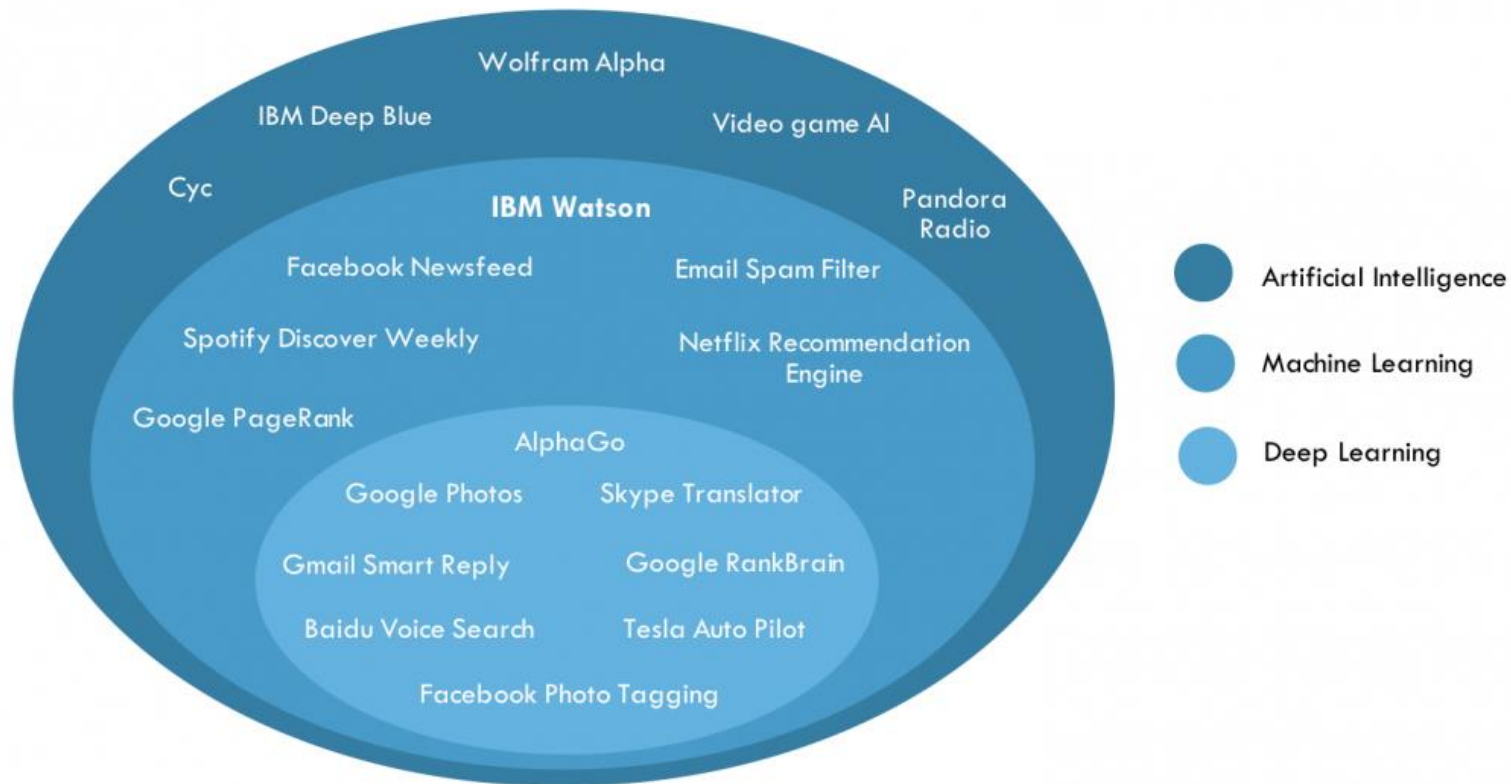 Wolfram Alpha
IBM Deep Blue
Video game AI
Cyc
Pandora
Radio
IBM Watson
Facebook Newsfeed
Email Spam Filter
Spotify Discover Weekly
Netflix Recommendation
Engine
Google PageRank
AlphaGo
Google Photos
Skype Translator
Gmail Smart Reply
Google RankBrain
Baidu Voice Search
Tesla Auto Pilot
Facebook Photo Tagging
Artificial Intelligence
Machine Learning
Deep Learning